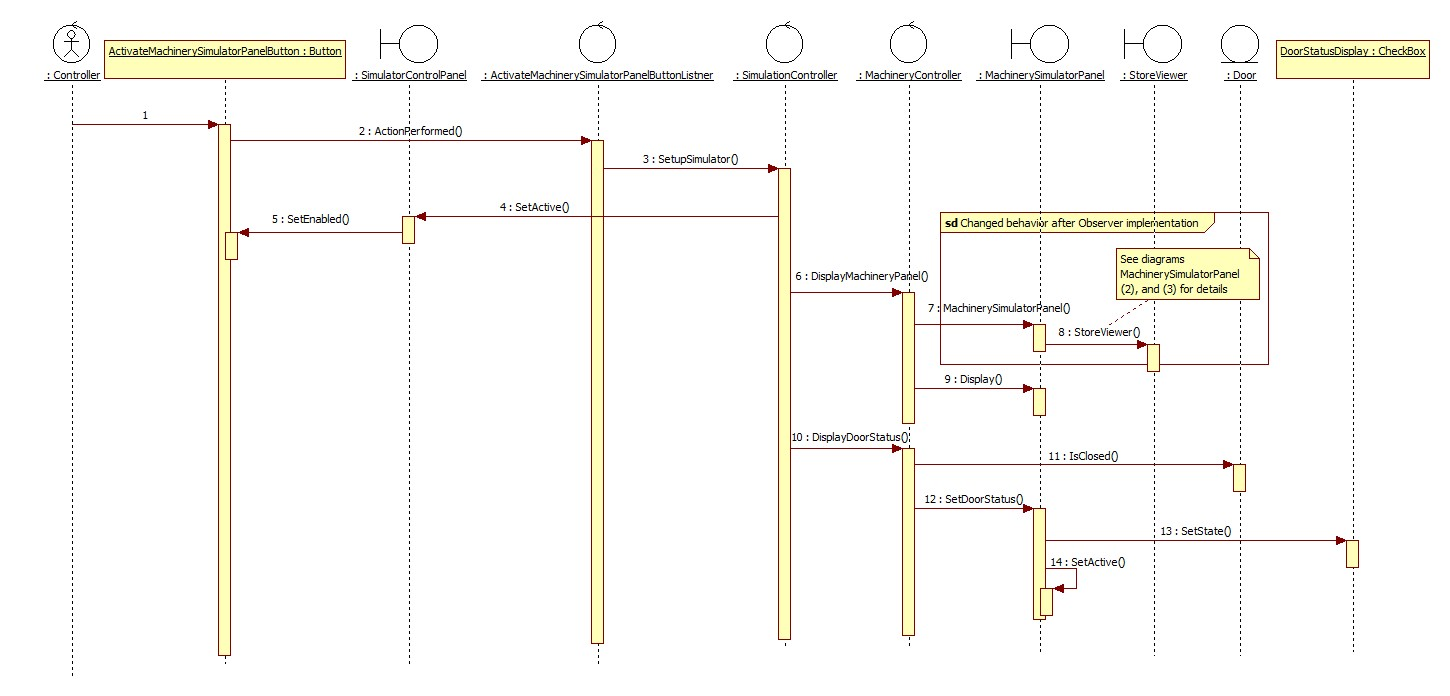 : Controller
ActivateMachinerySimulatorPanelButton : Button
: SimulatorControlPanel
: ActivateMachinerySimulatorPanelButtonListner
: SimulationController
: MachineryController
: MachinerySimulatorPanel
: StoreViewer
: Door
DoorStatusDisplay : CheckBox
1
2 : ActionPerformed()
3 : SetupSimulator()
4 : SetActive()
5 : SetEnabled()
sd Changed behavior after Observer implementation
See diagrams
MachinerySimulatorPanel
(2), and (3) for details
6 : DisplayMachineryPanel()
7 : MachinerySimulatorPanel()
8 : StoreViewer()
9 : Display()
10 : DisplayDoorStatus()
11 : IsClosed()
12 : SetDoorStatus()
13 : SetState()
14 : SetActive()